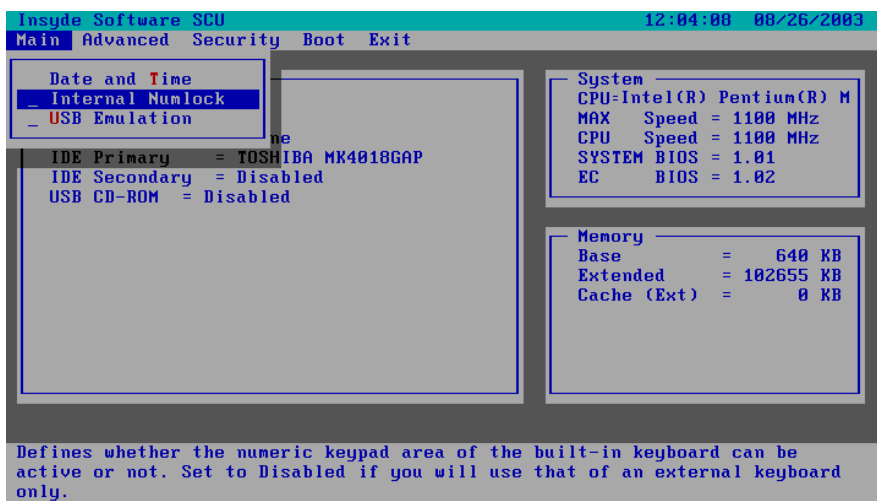 Insyde Software SCU 12:04:08 08/26/2003
Main Advanced Security Boot Exit
Date and Time
_ Internal Numlock
_ USB Emulation
me
IDE Primary = TOSHIBA MK4018GAP
IDE Secondary = Disabled
USB CD-ROM = Disabled
System
CPU=Intel(R) Pentium(R) M
MAX Speed = 1100 MHz
CPU Speed = 1100 MHz
SYSTEM BIOS = 1.01
EC BIOS = 1.02
Memory
Base = 640 KB
Extended = 102655 KB
Cache (Ext) = 0 KB
Defines whether the numeric keypad area of the built-in keyboard can be
active or not. Set to Disabled if you will use that of an external keyboard
only.